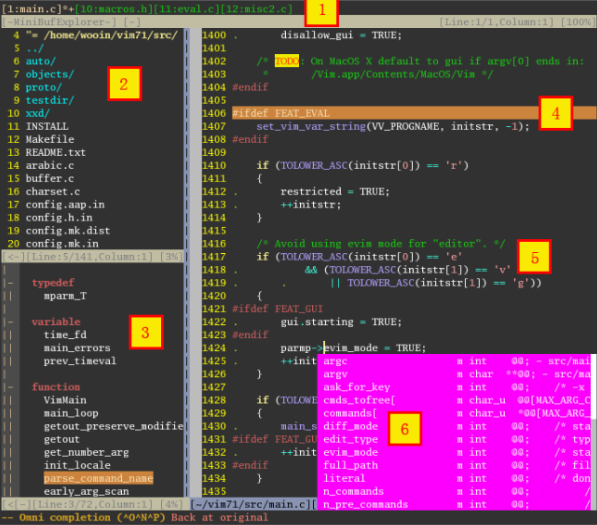 [1:main.c]*+[10:macros.h][11:eval.c][12:misc2.c]
1
-MiniBufExplorer- [-] [Line:1/1,Column:1] [100%]
4 "= /home/wooin/vim71/src/
5 ../
6 auto/
7 objects/
8 proto/
9 testdir/
10 xxd/
11 INSTALL
12 Makefile
13 README.txt
14 arabic.c
15 buffer.c
16 charset.c
17 config.aap.in
18 config.h.in
19 config.mk.dist
20 config.mk.in
[<-][Line:5/141,Column:1] [3%]
2
|- typedef
|| mparm_T
|- variable
|| time_fd
|| main_errors
|| prev_timeval
|- function
|| VimMain
|| main_loop
|| getout_preserve_modifie
|| getout
|| get_number_arg
|| init_locale
|| parse_command_name
|| early_arg_scan
[<[-][Line:3/72,Column:1] [4%]
3
1400 . disallow_gui = TRUE;
1401
1402 /* TODO: On MacOS X default to gui if argv[0] ends in:
1403 * /Vim.app/Contents/MacOS/Vim */
1404 #endif
1405
1406 #ifdef FEAT_EVAL
1407 set_vim_var_string(VV_PROGNAME, initstr, -1);
1408 #endif
1409
1410 if (TOLOWER_ASC(initstr[0]) == 'r')
1411 {
1412 . restricted = TRUE;
1413 . ++initstr;
1414 }
1415
1416 /* Avoid using evim mode for "editor". */
1417 if (TOLOWER_ASC(initstr[0]) == 'e'
1418 . && (TOLOWER_ASC(initstr[1]) == 'v'
1419 . . || TOLOWER_ASC(initstr[1]) == 'g'))
1420 {
1421 #ifdef FEAT_GUI
1422 . gui.starting = TRUE;
1423 #endif
1424 . parmp->evim_mode = TRUE;
1425 . ++init
1426 }
1427
1428 if (TOLOW
1429 {
1430 . main_s
1431 #ifdef FEAT_GU
1432 . ++init
1433 #endif
1434 }
1435
4
5
argc m int @@; - src/mai
argv m char **@@; - src/ma
ask_for_key m int @@; /* -x
cmds_tofree[ m char_u @@[MAX_ARG_C
commands[ m char_u *@@[MAX_ARG_
diff_mode m int @@; /* sta
edit_type m int @@; /* typ
evim_mode m int @@; /* sta
full_path m int @@; /* fil
literal m int @@; /* don
n_commands m int @@; /
n_pre_commands m int @@; /*
6
[~/vim71/src/main.c][
-- Omni completion (^O^N^P) Back at original